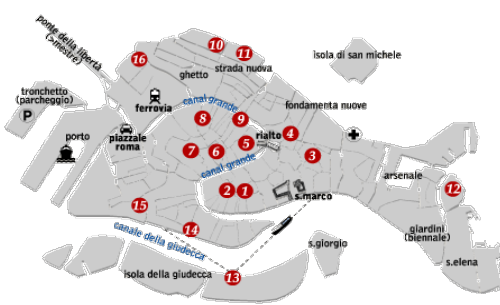 ponte della libertà
(>mestre)
16
10
11
isola di san michele
ghetto
strada nuova
tronchetto
(parcheggio)
P
ferrovia
canal grande
fondamenta nuove
8
9
porto
piazzale
roma
rialto
4
5
7
6
3
canal grande
arsenale
2
1
s.marco
12
15
14
canale della giudecca
s.giorgio
giardini
(biennale)
s.elena
isola della giudecca
13